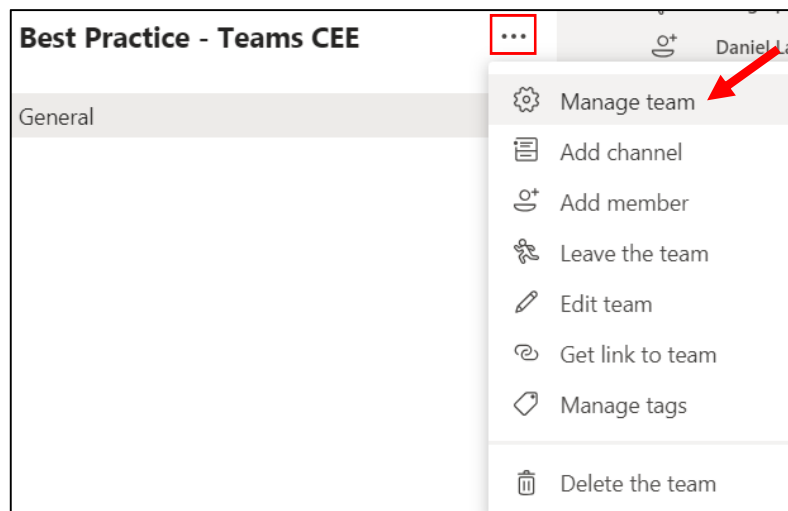 Best Practice - Teams CEE
...
Daniel
General
Manage team
Add channel
Add member
Leave the team
Edit team
Get link to team
Manage tags
Delete the team